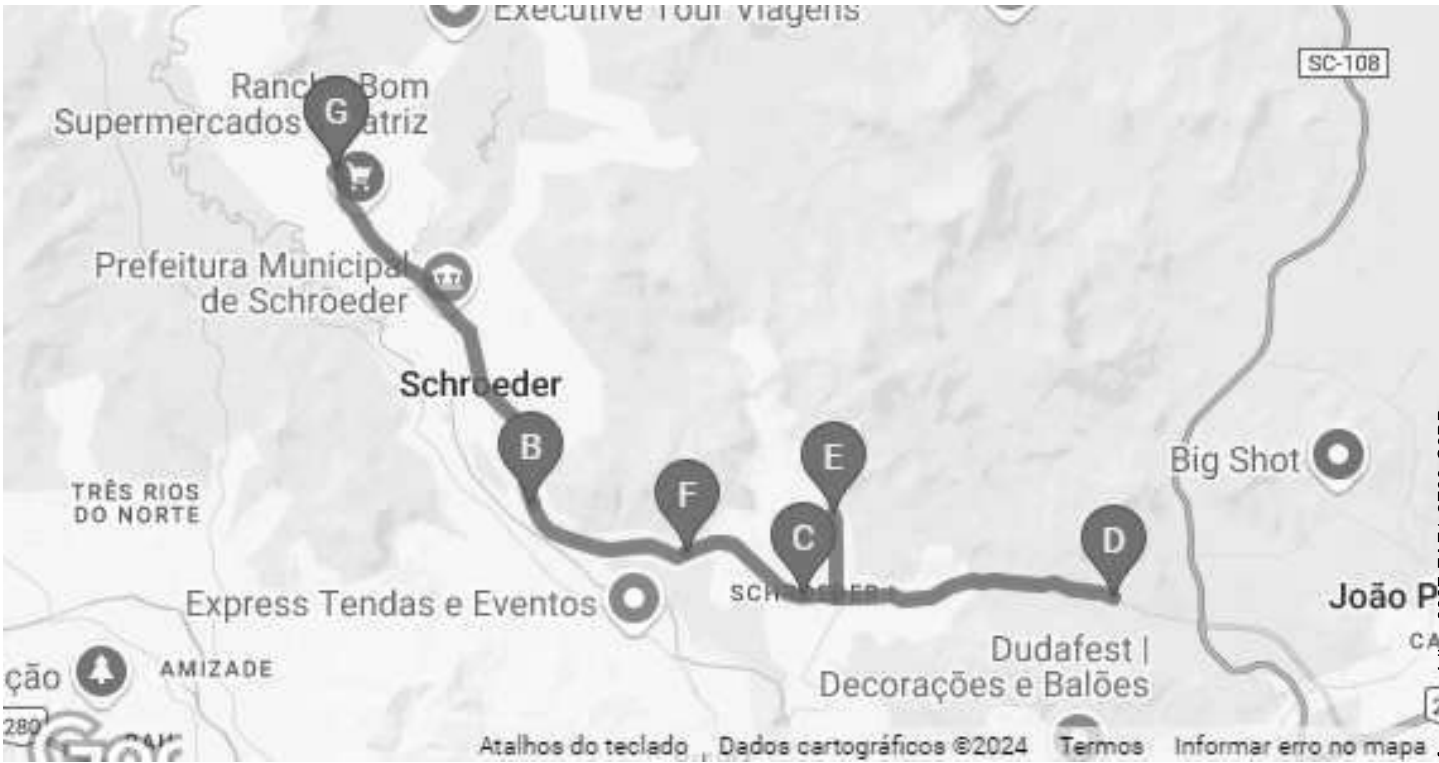 Executive Tour Viagens
SC-108
G
Bom
Supermercados
Prefeitura Municipal
de Schroeder
Schroeder
B
E
F
C
D
Big Shot
TRÊS RIOS
DO NORTE
Express Tendas e Eventos
João P
CA
ção
AMIZADE
Dudafest |
Decorações e Balões
280
Atalhos do teclado
Dados cartográficos ©2024
Termos
Informar erro no mapa